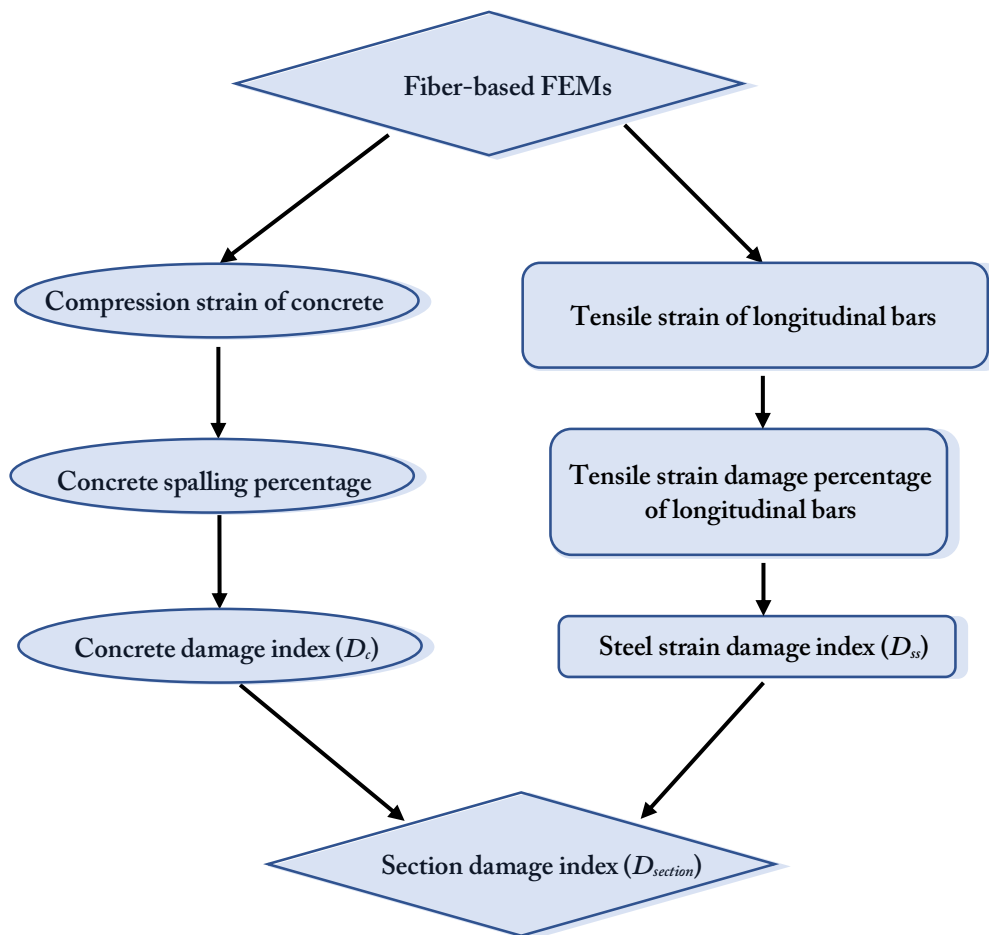 Fiber-based FEMs
Compression strain of concrete
Tensile strain of longitudinal bars
Concrete spalling percentage
Tensile strain damage percentage
of longitudinal bars
Concrete damage index (Dc)
Steel strain damage index (Dss)
Section damage index (Dsection)